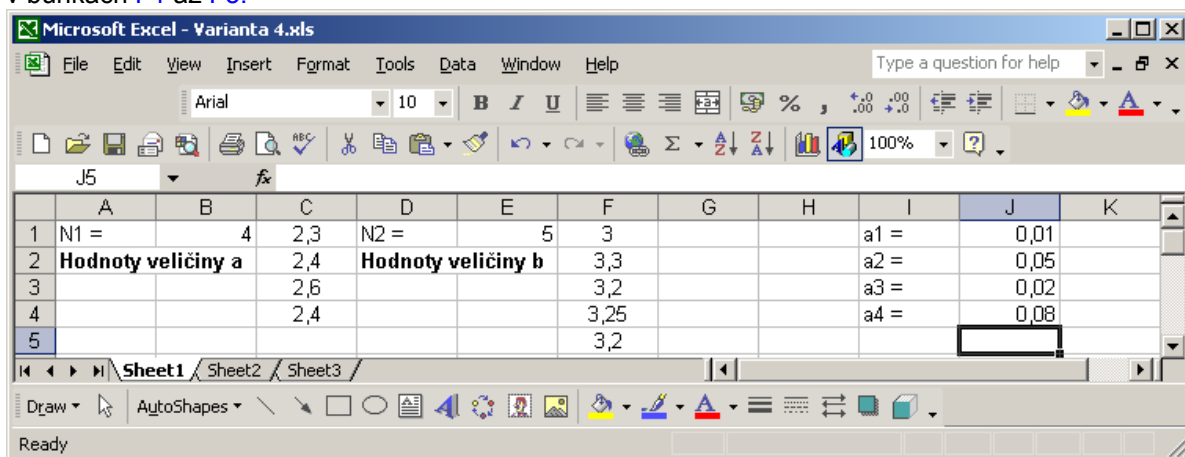 Microsoft Excel - Varianta 4.xls
File Edit View Insert Format Tools Data Window Help Type a question for help
Arial 10 B I U % ,
100%
J5 fx
A B C D E F G H I J K
1 N1 = 4 2,3 N2 = 5 3 a1 = 0,01
2 Hodnoty veličiny a 2,4 Hodnoty veličiny b 3,3 a2 = 0,05
3 2,6 3,2 a3 = 0,02
4 2,4 3,25 a4 = 0,08
5 3,2
Sheet1 Sheet2 Sheet3
Draw AutoShapes
Ready